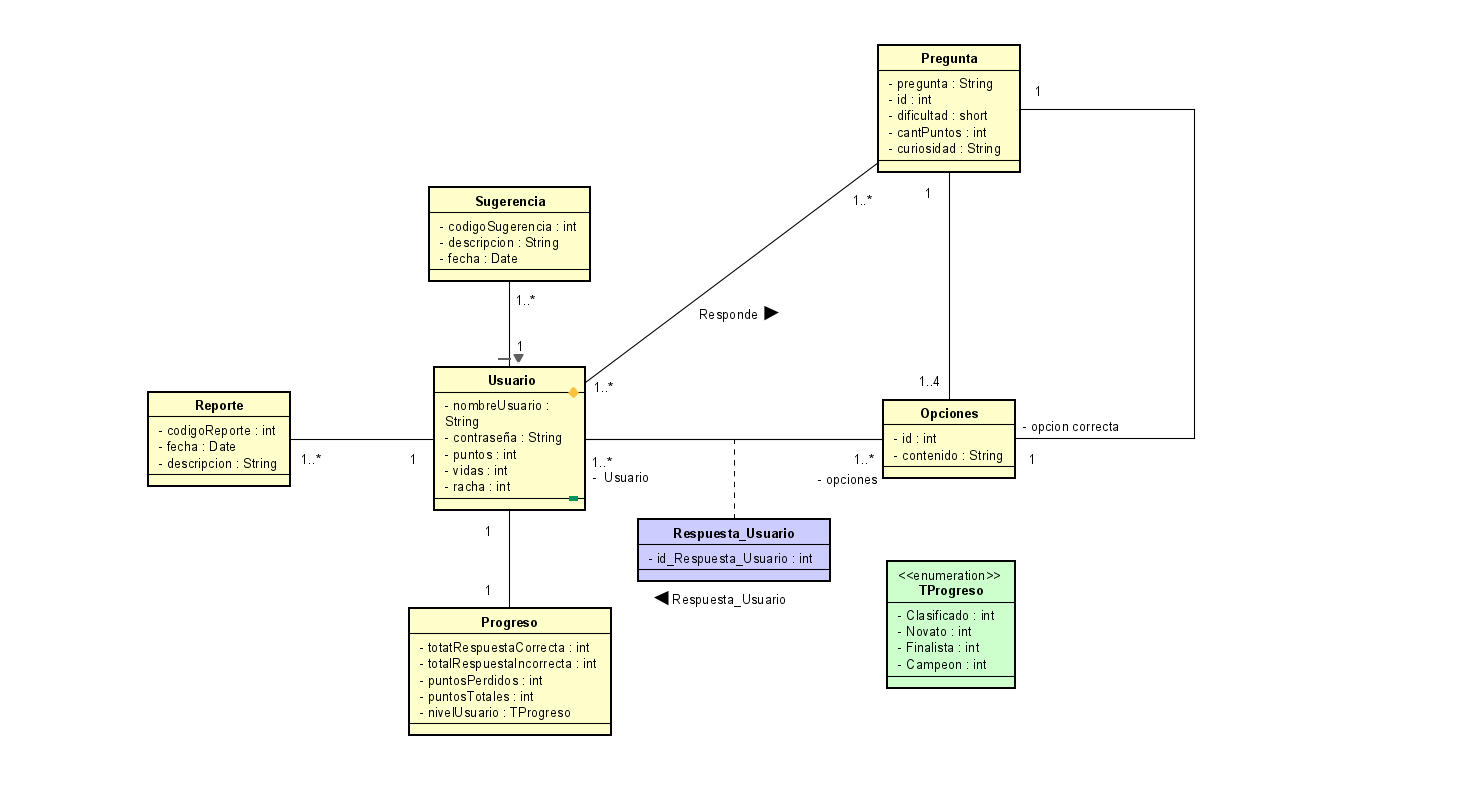 Pregunta
- pregunta : String
- id : int
- dificultad : short
- cantPuntos : int
- curiosidad : String
1
1..*
1
Sugerencia
- codigoSugerencia : int
- descripcion : String
- fecha : Date
1..*
1
Responde
Usuario
- nombreUsuario :
String
- contraseña : String
- puntos : int
- vidas : int
- racha : int
1..*
1..*
- Usuario
Reporte
- codigoReporte : int
- fecha : Date
- descripcion : String
1..*
1
1..4
Opciones
- id : int
- contenido : String
1..*
- opciones
- opcion correcta
1
Respuesta_Usuario
- id_Respuesta_Usuario : int
Respuesta_Usuario
1
1
Progreso
- totatRespuestaCorrecta : int
- totalRespuestaIncorrecta : int
- puntosPerdidos : int
- puntosTotales : int
- nivelUsuario : TProgreso
<<enumeration>>
TProgreso
- Clasificado : int
- Novato : int
- Finalista : int
- Campeon : int